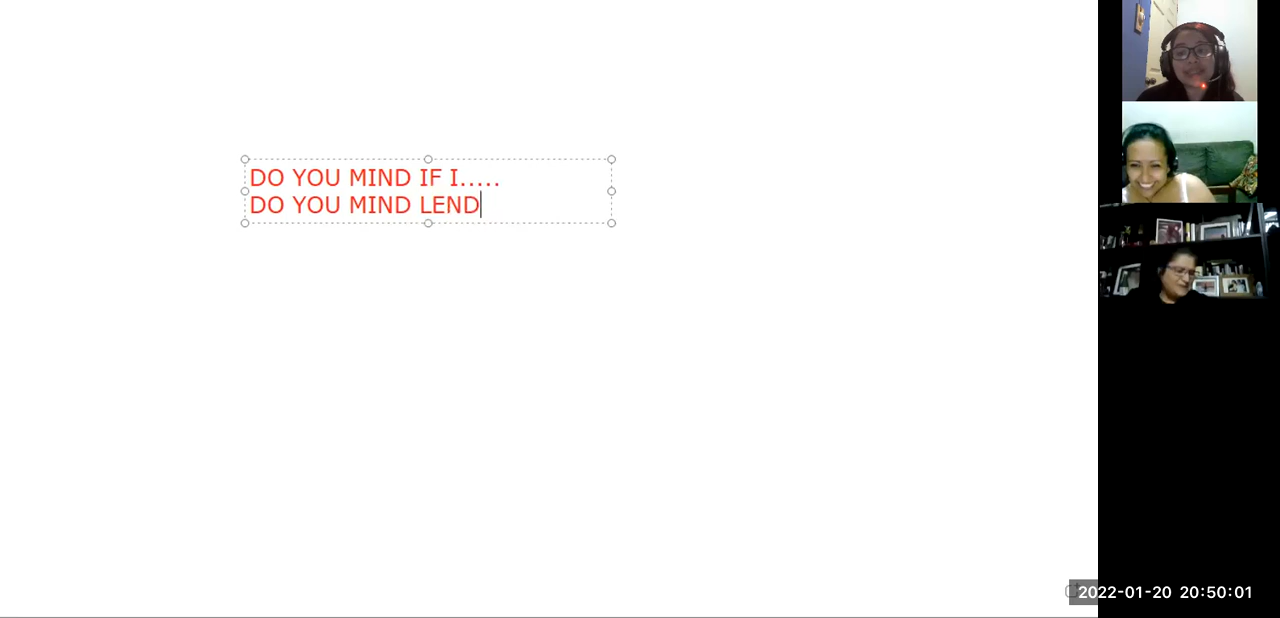 DO YOU MIND IF I.....
DO YOU MIND LEND
2022-01-20 20:50:01